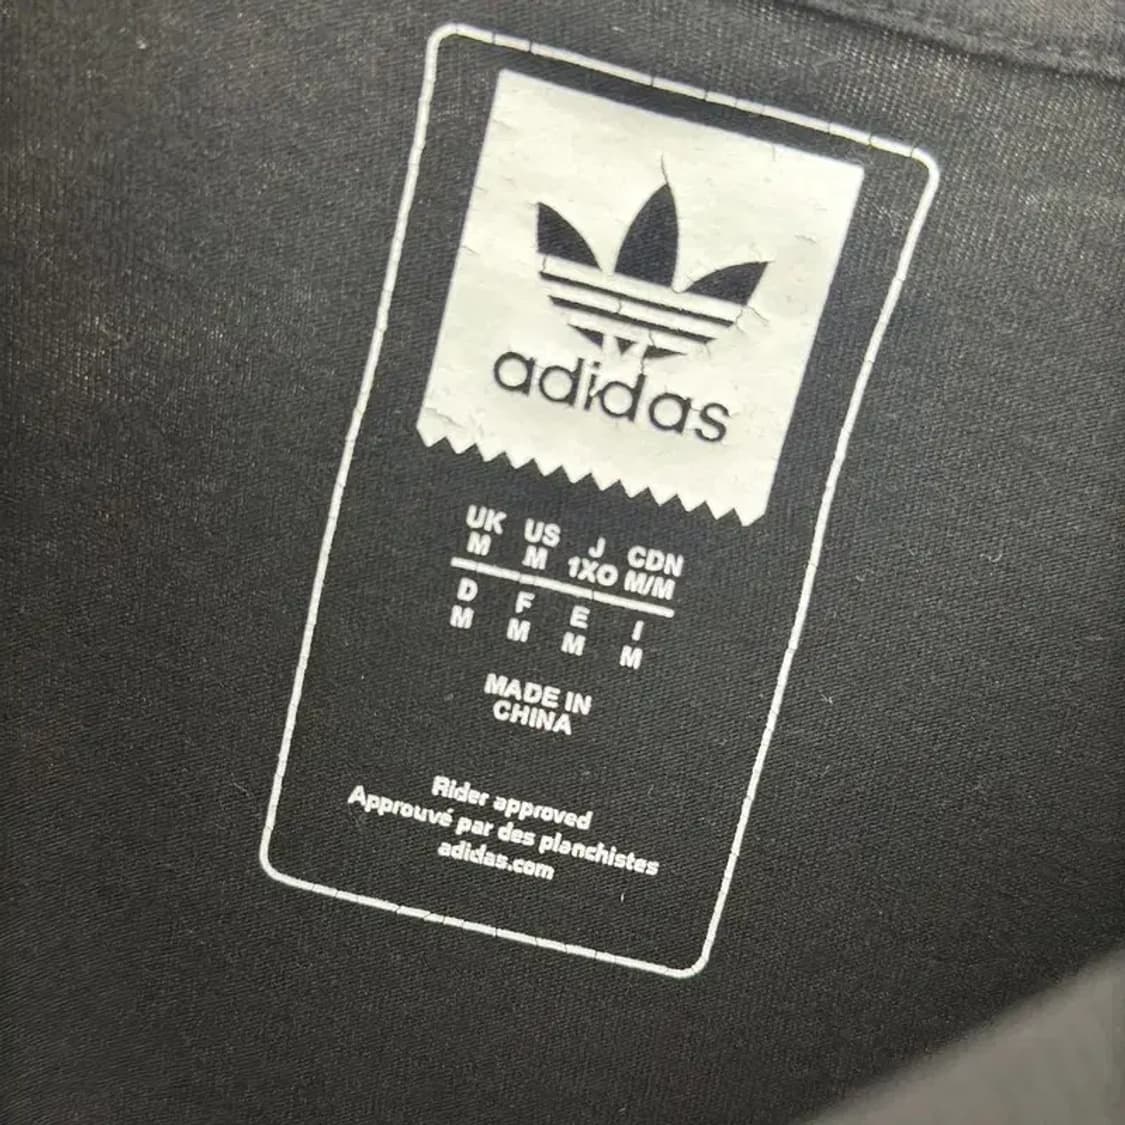 adidas
UK US J CDN
M M 1XO M/M
D F E I
M M M M
MADE IN
CHINA
Rider approved
Approuvé par des planchistes
adidas.com